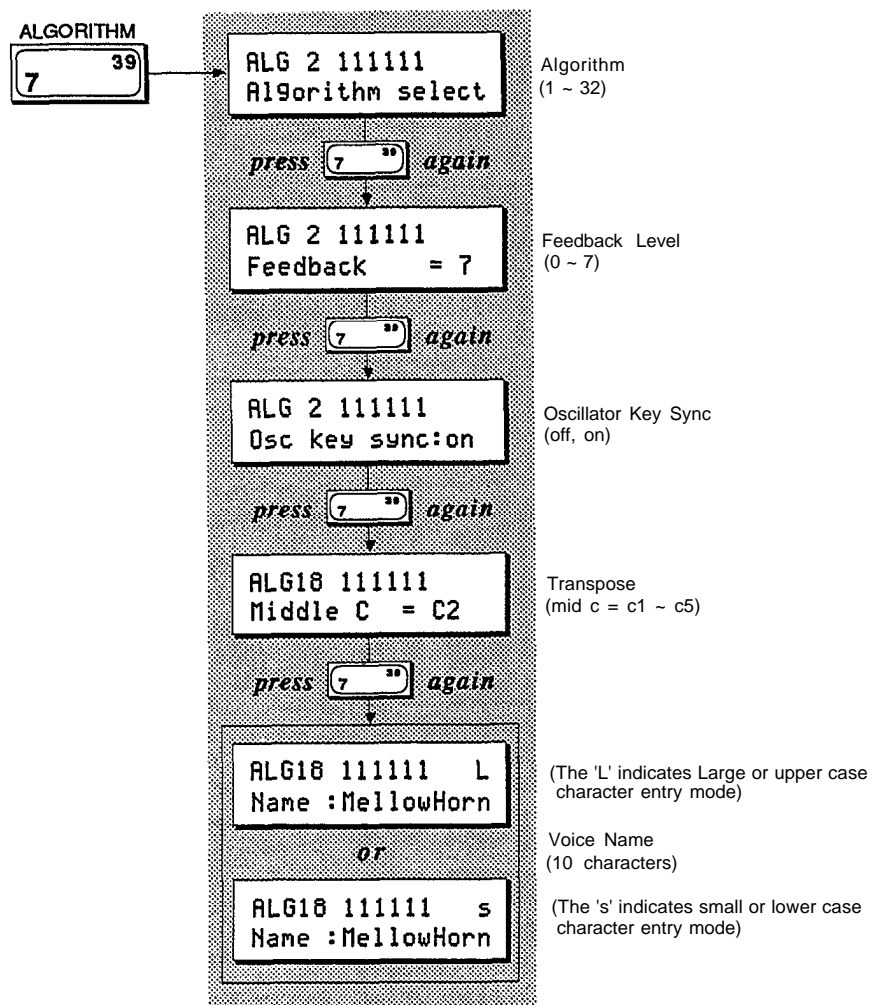 ALGORITHM
7 39
ALG 2 111111
Algorithm select
Algorithm
(1 ~ 32)
press 7 39 again
ALG 2 111111
Feedback = 7
Feedback Level
(0 ~ 7)
press 7 39 again
ALG 2 111111
Osc key sync:on
Oscillator Key Sync
(off, on)
press 7 39 again
ALG18 111111
Middle C = C2
Transpose
(mid c = c1 ~ c5)
press 7 39 again
ALG18 111111 L
Name :MellowHorn
(The 'L' indicates Large or upper case
character entry mode)
or
Voice Name
(10 characters)
ALG18 111111 s
Name :MellowHorn
(The 's' indicates small or lower case
character entry mode)